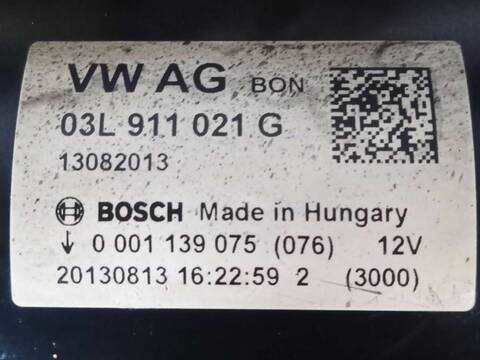 VW AG BON
03L 911 021 G
13082013
BOSCH Made in Hungary
↓ 0 001 139 075 (076) 12V
20130813 16:22:59 2 (3000)